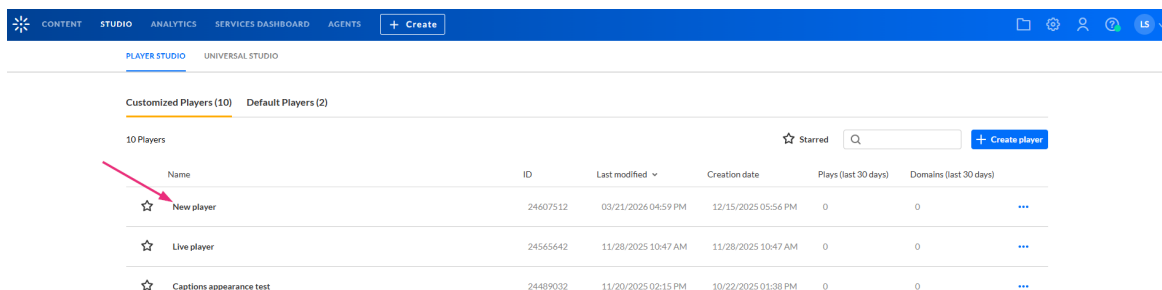 CONTENT STUDIO ANALYTICS SERVICES DASHBOARD AGENTS + Create LS
PLAYER STUDIO UNIVERSAL STUDIO
Customized Players (10) Default Players (2)
10 Players Starred + Create player
Name ID Last modified Creation date Plays (last 30 days) Domains (last 30 days)
New player 24607512 03/21/2026 04:59 PM 12/15/2025 05:56 PM 0 0
Live player 24565642 11/28/2025 10:47 AM 11/28/2025 10:47 AM 0 0
Captions appearance test 24489032 11/20/2025 02:15 PM 10/22/2025 01:38 PM 0 0